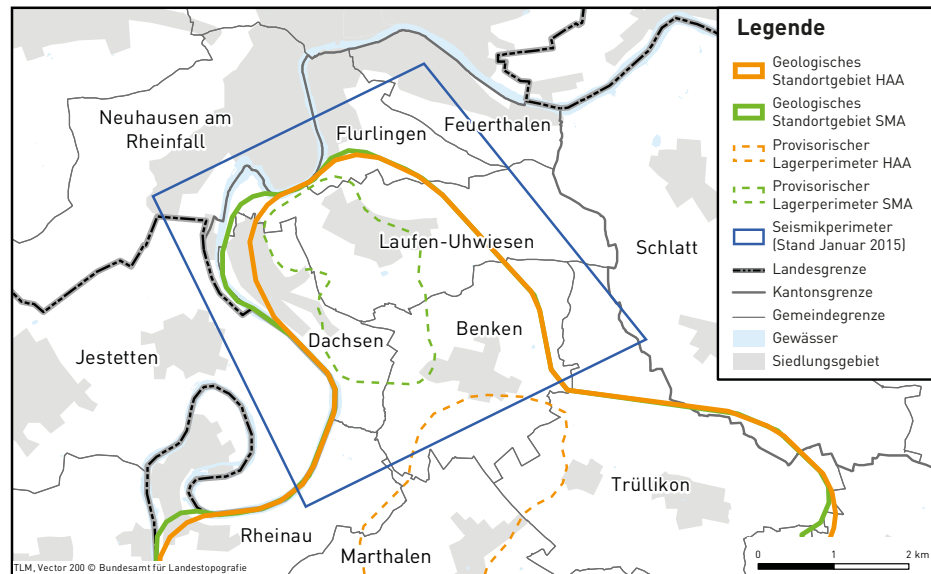 Legende
Geologisches
Standortgebiet HAA
Geologisches
Standortgebiet SMA
Provisorischer
Lagerperimeter HAA
Provisorischer
Lagerperimeter SMA
Seismikperimeter
(Stand Januar 2015)
Landesgrenze
Kantonsgrenze
Gemeindegrenze
Gewässer
Siedlungsgebiet
Neuhausen am
Rheinfall
Flurlingen
Feuerthalen
Laufen-Uhwiesen
Schlatt
Jestetten
Dachsen
Benken
Trüllikon
Rheinau
Marthalen
0 1 2 km
TLM, Vector 200 © Bundesamt für Landestopografie